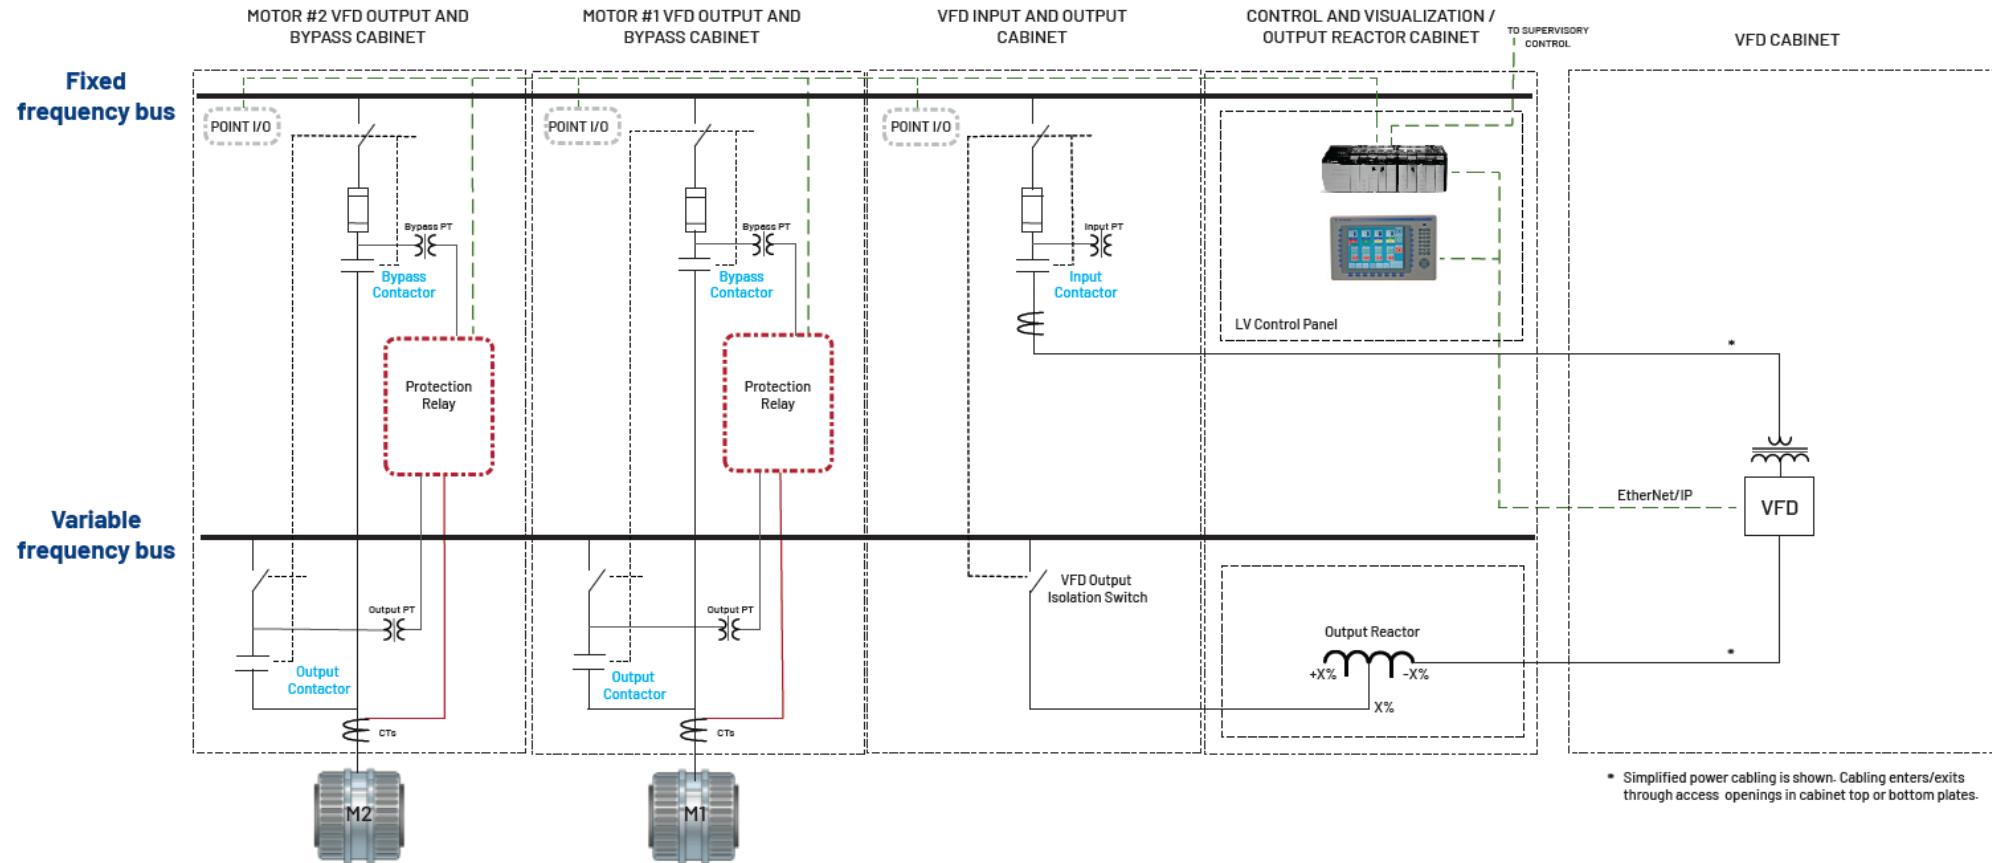 MOTOR #2 VFD OUTPUT AND
BYPASS CABINET
MOTOR #1 VFD OUTPUT AND
BYPASS CABINET
VFD INPUT AND OUTPUT
CABINET
CONTROL AND VISUALIZATION /
OUTPUT REACTOR CABINET
TO SUPERVISORY
CONTROL
VFD CABINET
Fixed
frequency bus
POINT I/O
POINT I/O
POINT I/O
Bypass PT
Bypass PT
Input PT
Bypass
Contactor
Bypass
Contactor
Input
Contactor
LV Control Panel
*
Protection
Relay
Protection
Relay
EtherNet/IP
VFD
Variable
frequency bus
VFD Output
Isolation Switch
Output PT
Output PT
Output Reactor
+X%
-X%
X%
*
Output
Contactor
Output
Contactor
CTs
CTs
M2
M1
* Simplified power cabling is shown. Cabling enters/exits
through access openings in cabinet top or bottom plates.